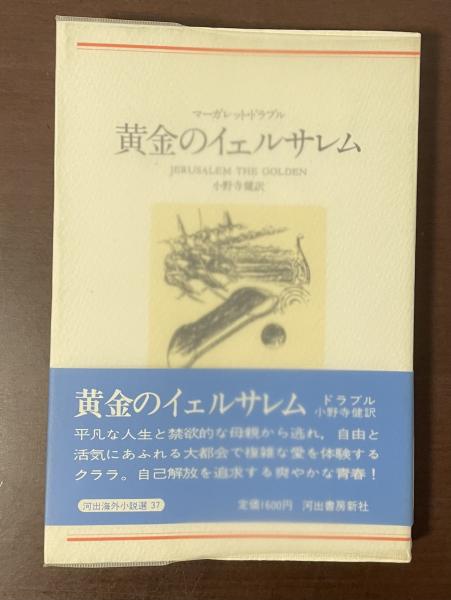 マーガレット・ドラブル
黄金のイェルサレム
JERUSALEM THE GOLDEN
小野寺健訳
黄金のイェルサレム
ドラブル
小野寺健訳
平凡な人生と禁欲的な母親から逃れ，自由と
活気にあふれる大都会で複雑な愛を体験する
クララ。自己解放を追求する爽やかな青春！
河出海外小説選 37
定価1600円 河出書房新社